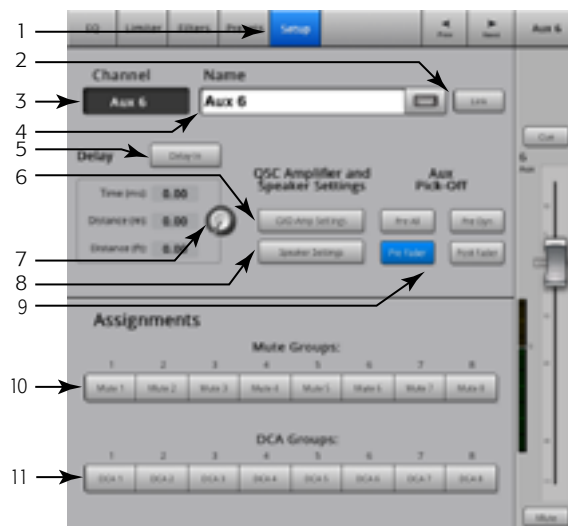 1
EQ Limiter Filters Presets Setup Prev Next Aux 6
2
Channel Name
3 Aux 6 Aux 6 Link
4
Cue
5 Delay Delay In
6 QSC Amplifier and Speaker Settings Aux Pick-Off
Time (ms) 0.00
Distance (m) 0.00 QSC Amp Settings Pre All Pre Dyn
7 Distance (ft) 0.00
8 Speaker Settings Pre Fader Post Fader
9
Assignments
Mute Groups:
1 2 3 4 5 6 7 8
10 Mute 1 Mute 2 Mute 3 Mute 4 Mute 5 Mute 6 Mute 7 Mute 8
DCA Groups:
1 2 3 4 5 6 7 8
11 DCA 1 DCA 2 DCA 3 DCA 4 DCA 5 DCA 6 DCA 7 DCA 8
Mute